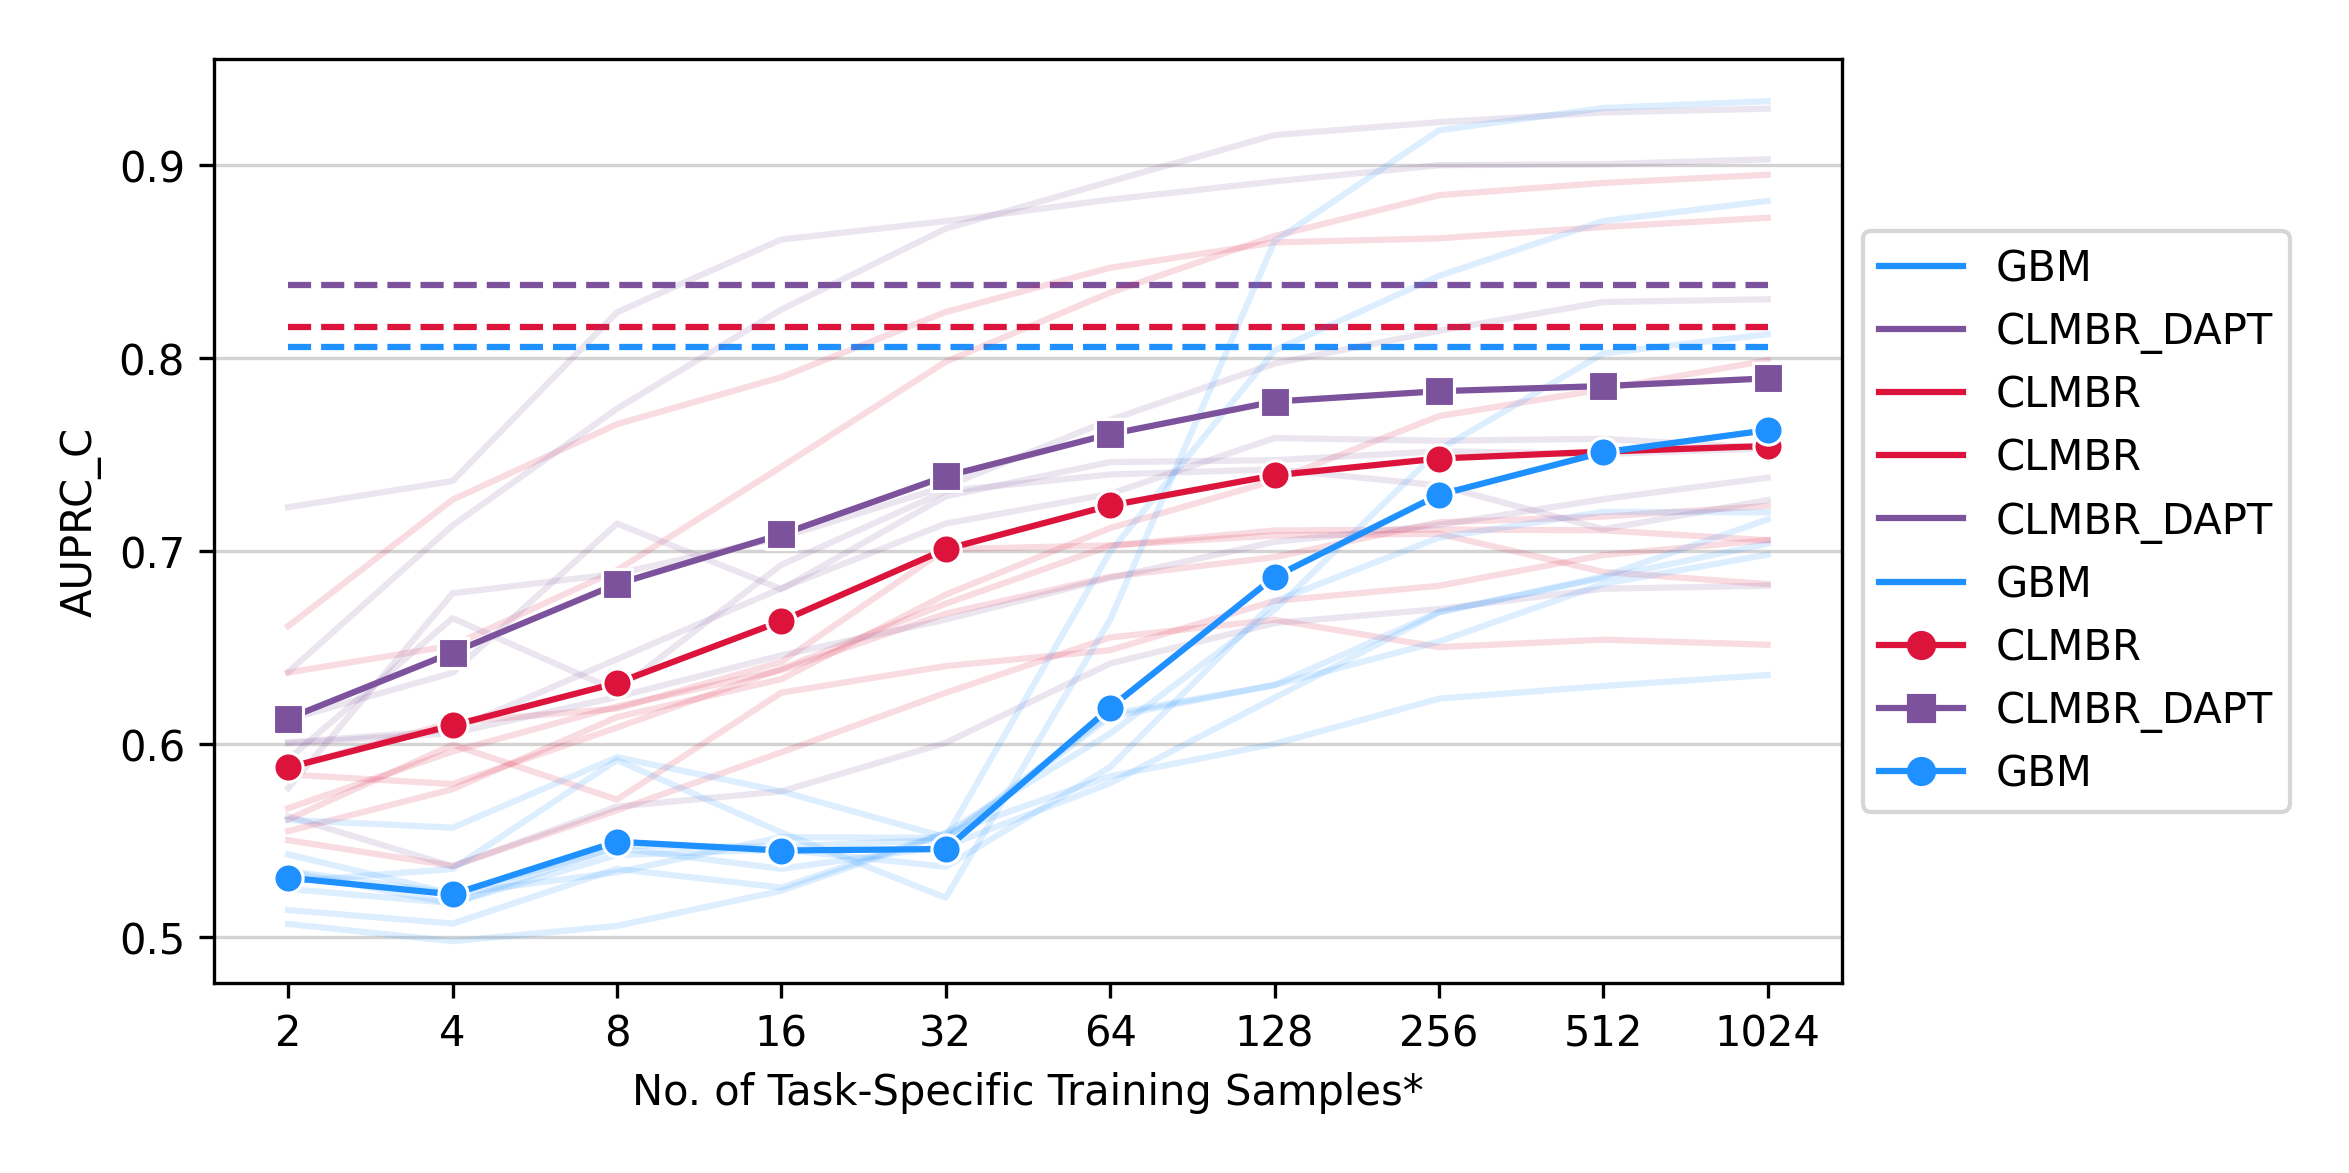 AUPRC_C
0.9
0.8
0.7
0.6
0.5
2 4 8 16 32 64 128 256 512 1024
No. of Task-Specific Training Samples*
GBM
CLMBR_DAPT
CLMBR
CLMBR
CLMBR_DAPT
GBM
CLMBR
CLMBR_DAPT
GBM